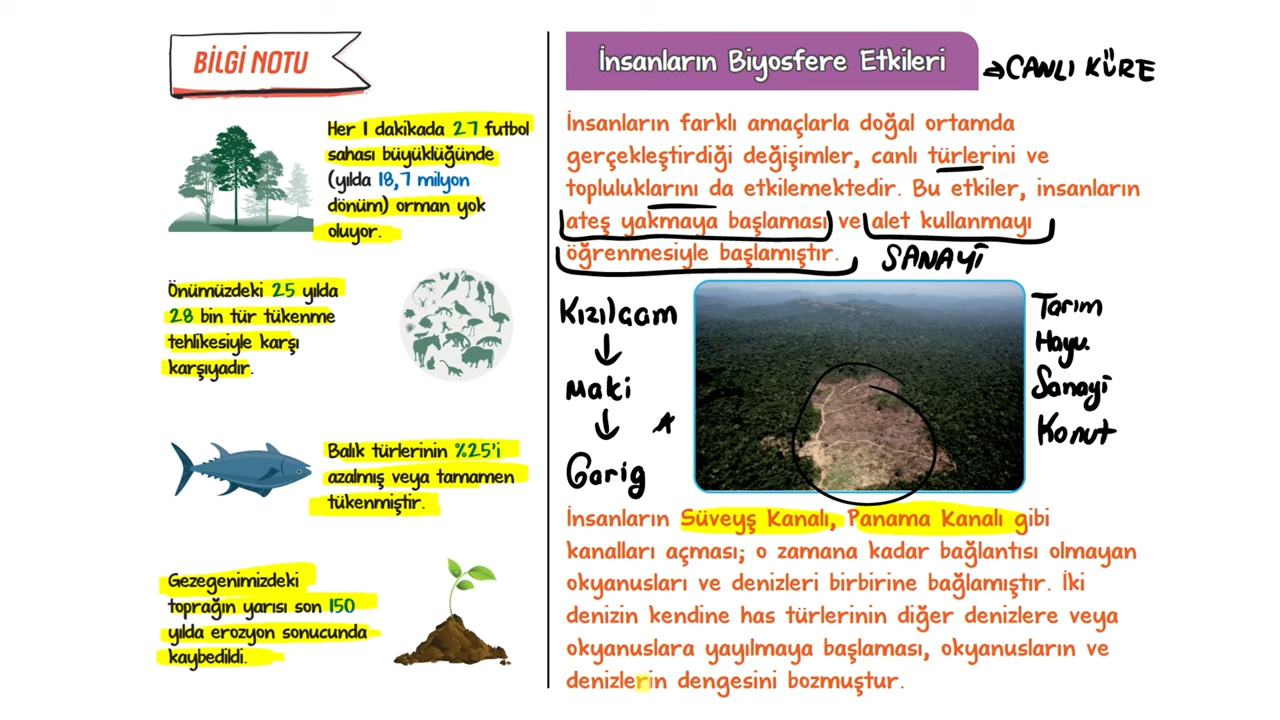 BİLGİ NOTU
Her 1 dakikada 27 futbol
sahası büyüklüğünde
(yılda 18,7 milyon
dönüm) orman yok
oluyor.
Önümüzdeki 25 yılda
28 bin tür tükenme
tehlikesiyle karşı
karşıyadır.
Balık türlerinin %25'i
azalmış veya tamamen
tükenmiştir.
Gezegenimizdeki
toprağın yarısı son 150
yılda erozyon sonucunda
kaybedildi.
İnsanların Biyosfere Etkileri
→CANLI KÜRE
İnsanların farklı amaçlarla doğal ortamda
gerçekleştirdiği değişimler, canlı türlerini ve
topluluklarını da etkilemektedir. Bu etkiler, insanların
ateş yakmaya başlaması ve alet kullanmayı
öğrenmesiyle başlamıştır.
SANAYİ
Kızılçam
↓
Maki
↓
Garig
Tarım
Hayv.
Sanayi
Konut
İnsanların Süveyş Kanalı, Panama Kanalı gibi
kanalları açması; o zamana kadar bağlantısı olmayan
okyanusları ve denizleri birbirine bağlamıştır. İki
denizin kendine has türlerinin diğer denizlere veya
okyanuslara yayılmaya başlaması, okyanusların ve
denizlerin dengesini bozmuştur.